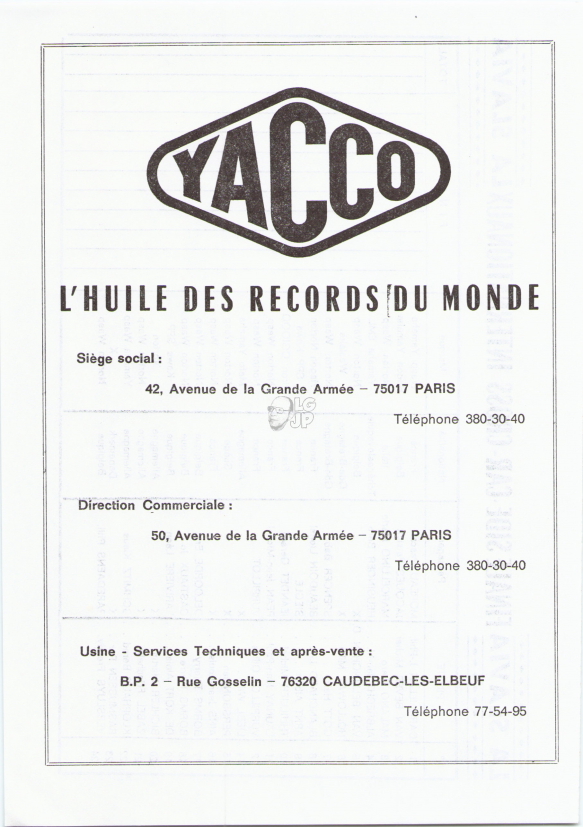 YACCO
L'HUILE DES RECORDS DU MONDE
Siège social :
42, Avenue de la Grande Armée – 75017 PARIS
LG
JP
Téléphone 380-30-40
Direction Commerciale :
50, Avenue de la Grande Armée – 75017 PARIS
Téléphone 380-30-40
Usine - Services Techniques et après-vente :
B.P. 2 – Rue Gosselin – 76320 CAUDEBEC-LES-ELBEUF
Téléphone 77-54-95